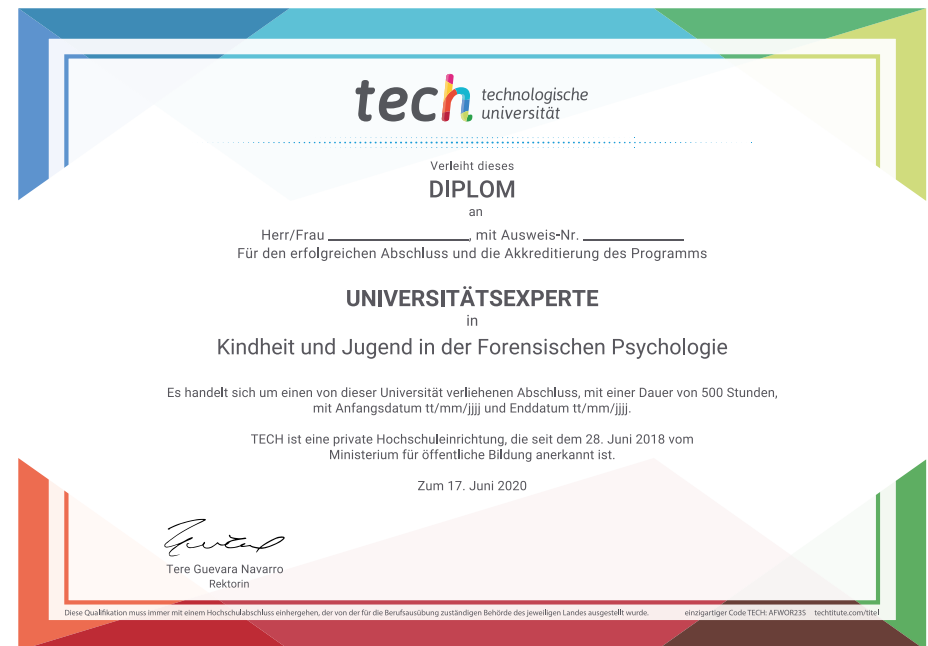 tech technologische
universität
Verleiht dieses
DIPLOM
an
Herr/Frau ____________, mit Ausweis-Nr. ____________
Für den erfolgreichen Abschluss und die Akkreditierung des Programms
UNIVERSITÄTSEXPERTE
in
Kindheit und Jugend in der Forensischen Psychologie
Es handelt sich um einen von dieser Universität verliehenen Abschluss, mit einer Dauer von 500 Stunden,
mit Anfangsdatum tt/mm/jjjj und Enddatum tt/mm/jjjj.
TECH ist eine private Hochschuleinrichtung, die seit dem 28. Juni 2018 vom
Ministerium für öffentliche Bildung anerkannt ist.
Zum 17. Juni 2020
Tere Guevara Navarro
Rektorin
Diese Qualifikation muss immer mit einem Hochschulabschluss einhergehen, der von der für die Berufsausübung zuständigen Behörde des jeweiligen Landes ausgestellt wurde. einzigartiger Code TECH: AFWOR23S techtitute.com/titel